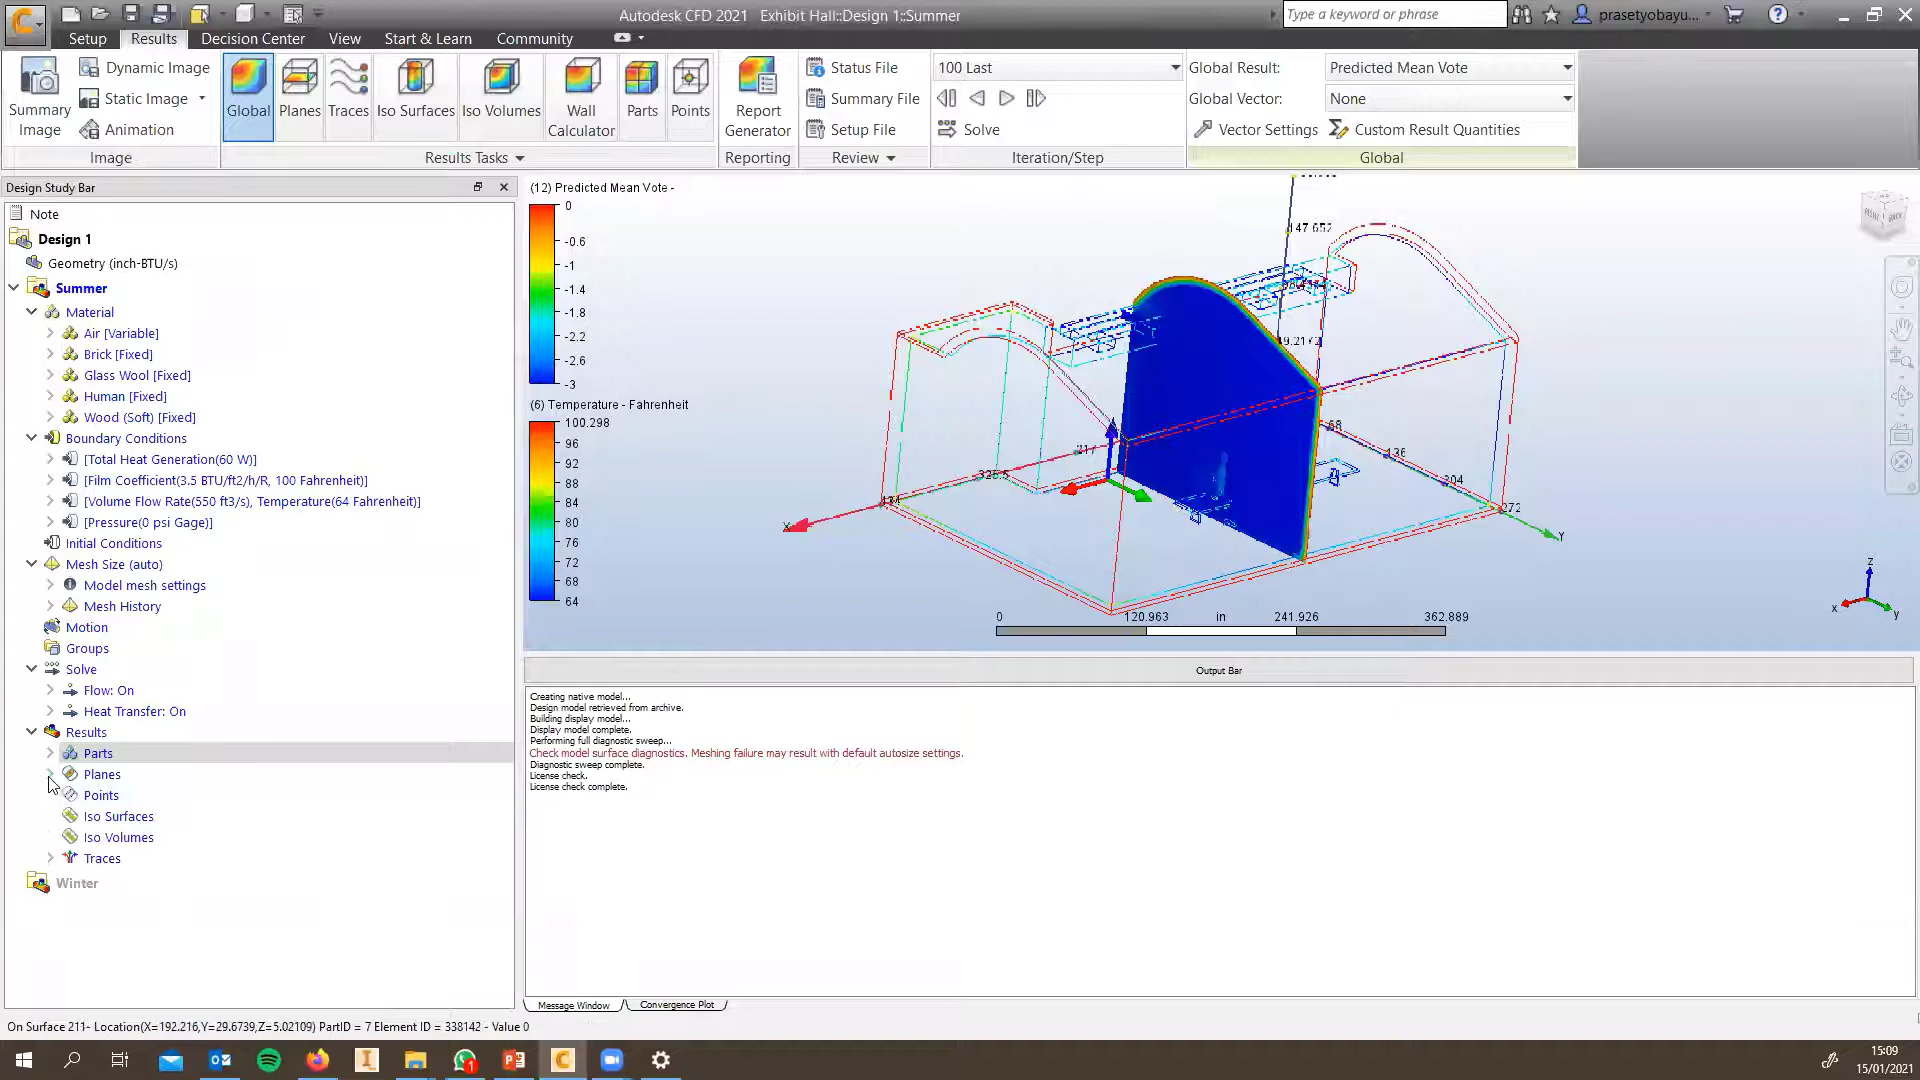 Autodesk CFD 2021 Exhibit Hall::Design 1::Summer
Type a keyword or phrase
prasetyobayu...
Setup
Results
Decision Center
View
Start & Learn
Community
Summary Image
Dynamic Image
Static Image
Animation
Image
Global
Planes
Traces
Iso Surfaces
Iso Volumes
Wall Calculator
Parts
Points
Results Tasks
Report Generator
Reporting
Status File
Summary File
Setup File
Review
100 Last
Solve
Iteration/Step
Global Result:
Predicted Mean Vote
Global Vector:
None
Vector Settings
Custom Result Quantities
Global
Design Study Bar
Note
Design 1
Geometry (inch-BTU/s)
Summer
Material
Air [Variable]
Brick [Fixed]
Glass Wool [Fixed]
Human [Fixed]
Wood (Soft) [Fixed]
Boundary Conditions
[Total Heat Generation(60 W)]
[Film Coefficient(3.5 BTU/ft2/h/R, 100 Fahrenheit)]
[Volume Flow Rate(550 ft3/s), Temperature(64 Fahrenheit)]
[Pressure(0 psi Gage)]
Initial Conditions
Mesh Size (auto)
Model mesh settings
Mesh History
Motion
Groups
Solve
Flow: On
Heat Transfer: On
Results
Parts
Planes
Points
Iso Surfaces
Iso Volumes
Traces
Winter
(12) Predicted Mean Vote -
0
-0.6
-1
-1.4
-1.8
-2.2
-2.6
-3
(6) Temperature - Fahrenheit
100.298
96
92
88
84
80
76
72
68
64
147.652
217
325.5
68
136
204
272
X
Y
Z
x
y
0
120.963
in
241.926
362.889
Output Bar
Creating native model...
Design model retrieved from archive.
Building display model...
Display model complete.
Performing full diagnostic sweep...
Check model surface diagnostics. Meshing failure may result with default autosize settings.
Diagnostic sweep complete.
License check.
License check complete.
Message Window
Convergence Plot
On Surface 211- Location(X=192.216,Y=29.6739,Z=5.02109) PartID = 7 Element ID = 338142 - Value 0
15:09
15/01/2021